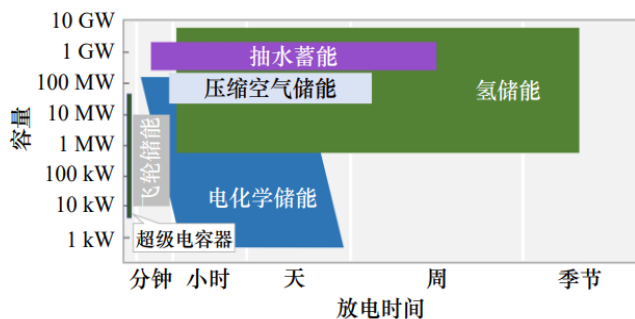 10 GW
1 GW
100 MW
10 MW
1 MW
100 kW
10 kW
1 kW
容量
抽水蓄能
压缩空气储能
氢储能
飞轮储能
电化学储能
超级电容器
分钟 小时 天 周 季节
放电时间